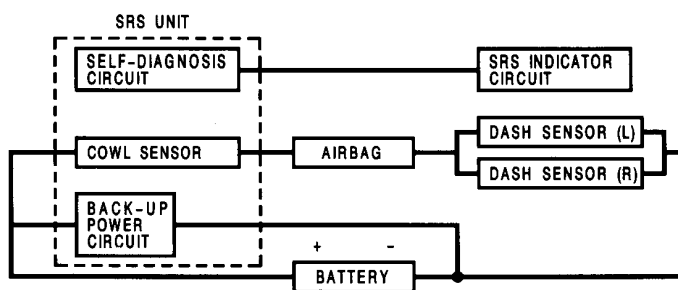 SRS UNIT
SELF-DIAGNOSIS
CIRCUIT
SRS INDICATOR
CIRCUIT
COWL SENSOR
AIRBAG
DASH SENSOR (L)
DASH SENSOR (R)
BACK-UP
POWER
CIRCUIT
+ -
BATTERY